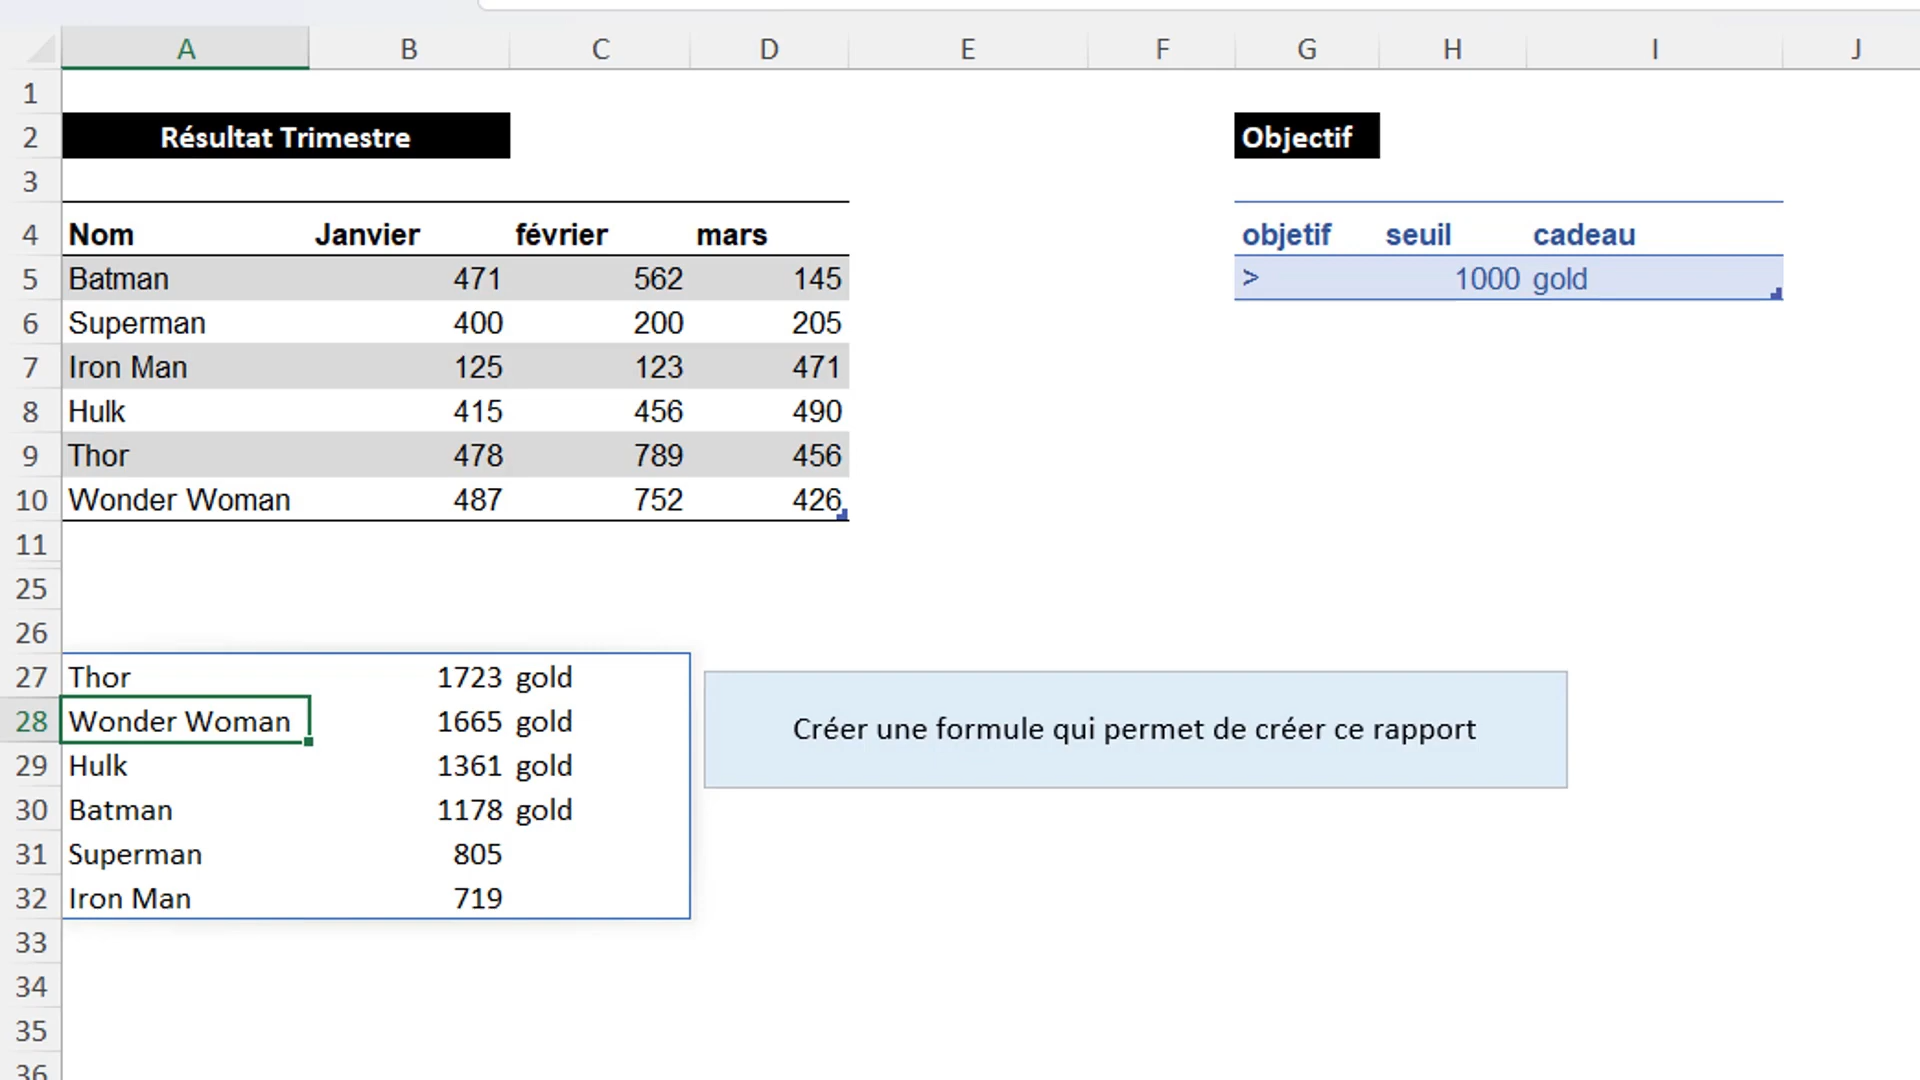 A B C D E F G H I J
1
2 Résultat Trimestre Objectif
3
4 Nom Janvier février mars objetif seuil cadeau
5 Batman 471 562 145 > 1000 gold
6 Superman 400 200 205
7 Iron Man 125 123 471
8 Hulk 415 456 490
9 Thor 478 789 456
10 Wonder Woman 487 752 426
11
25
26
27 Thor 1723 gold
28 Wonder Woman 1665 gold Créer une formule qui permet de créer ce rapport
29 Hulk 1361 gold
30 Batman 1178 gold
31 Superman 805
32 Iron Man 719
33
34
35
36